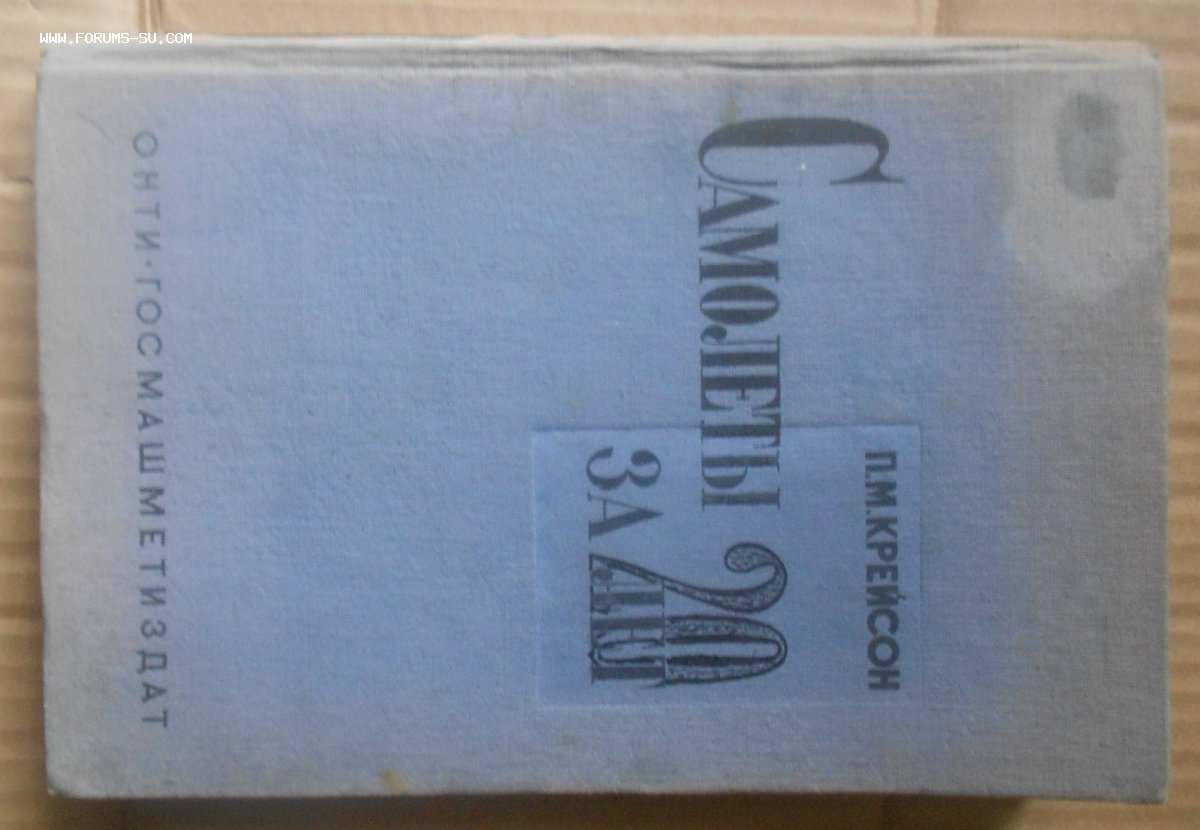 www.forums-su.com
П.М.КРЕЙСОН
САМОЛЕТЫ
ЗА 20
ЛЕТ
ОНТИ·ГОСМАШМЕТИЗДАТ